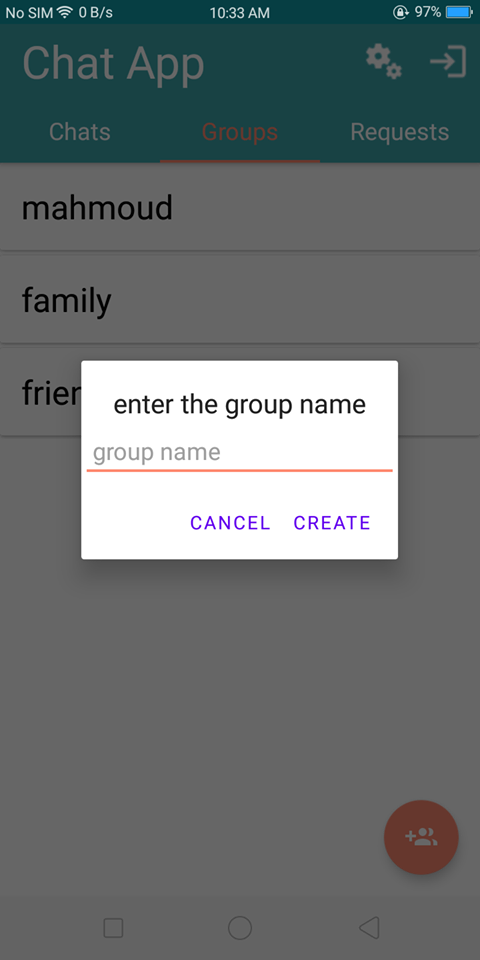 No SIM 0 B/s 10:33 AM 97%
Chat App
Chats Groups Requests
mahmoud
family
frien
enter the group name
group name
CANCEL CREATE